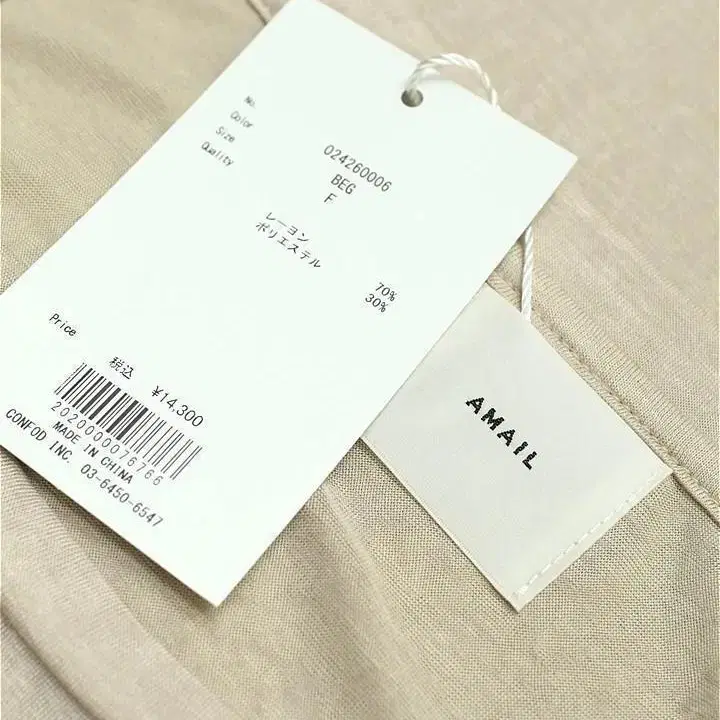 No. 024260006
Color BEG
Size F
Quality
レーヨン 70%
ポリエステル 30%
Price
税込 ¥14,300
2020000076766
MADE IN CHINA
CONFOD INC. 03-6450-6547
AMAIL